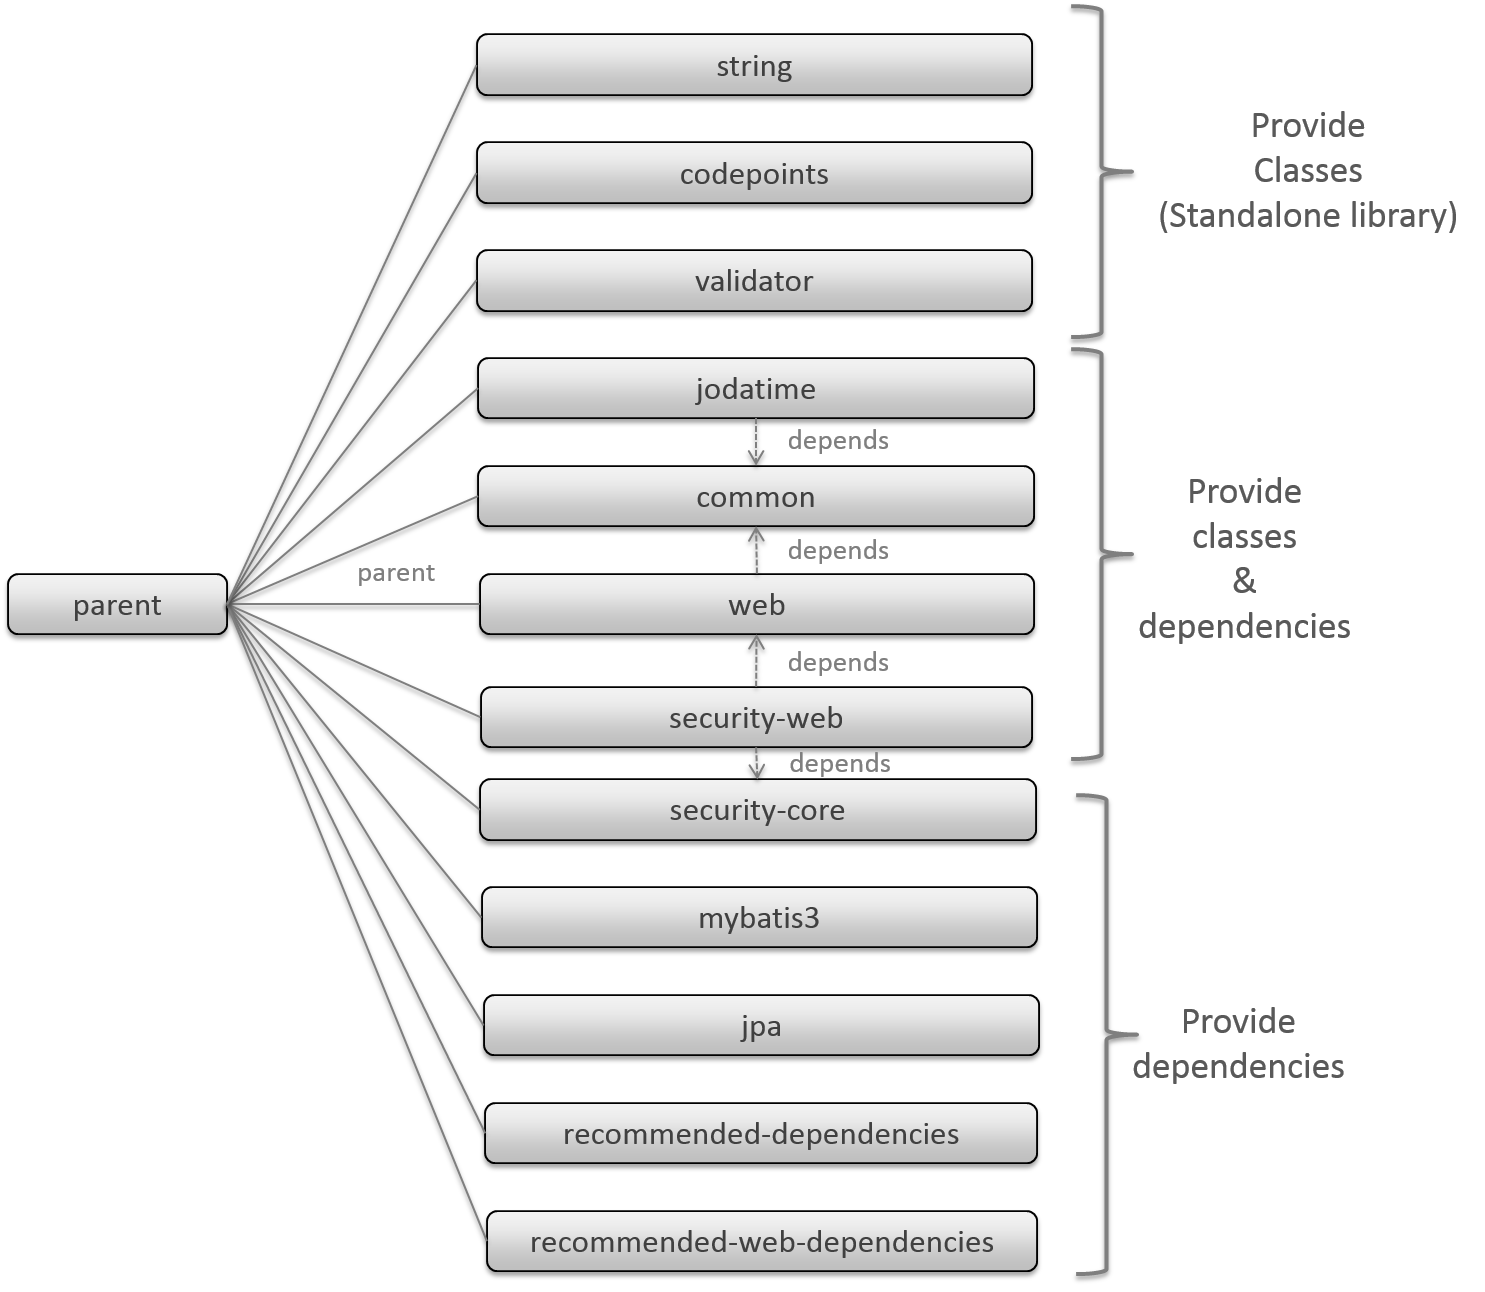 string
codepoints
validator
jodatime
depends
common
depends
parent
web
parent
depends
security-web
depends
security-core
mybatis3
jpa
recommended-dependencies
recommended-web-dependencies
Provide
Classes
(Standalone library)
Provide
classes
&
dependencies
Provide
dependencies